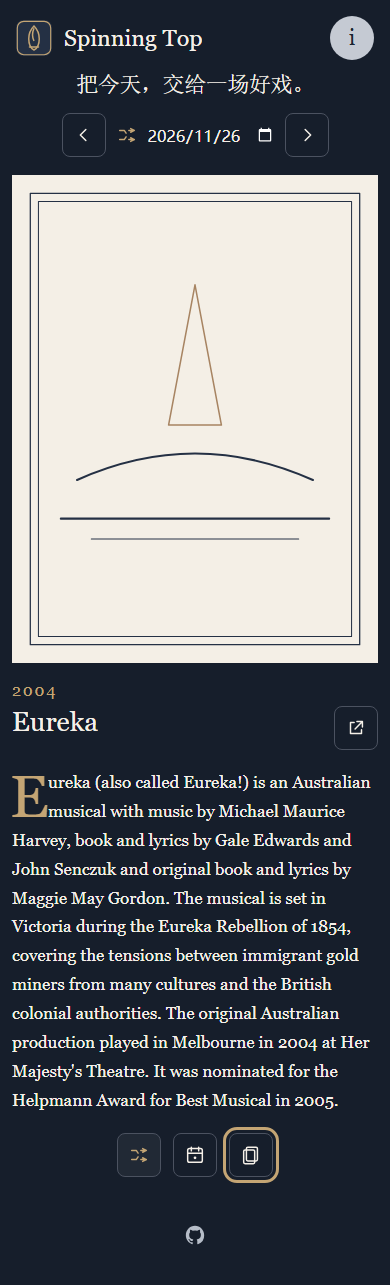 Spinning Top
i
把今天，交给一场好戏。
2026/11/26
2004
Eureka
Eureka (also called Eureka!) is an Australian
musical with music by Michael Maurice
Harvey, book and lyrics by Gale Edwards and
John Senczuk and original book and lyrics by
Maggie May Gordon. The musical is set in
Victoria during the Eureka Rebellion of 1854,
covering the tensions between immigrant gold
miners from many cultures and the British
colonial authorities. The original Australian
production played in Melbourne in 2004 at Her
Majesty's Theatre. It was nominated for the
Helpmann Award for Best Musical in 2005.